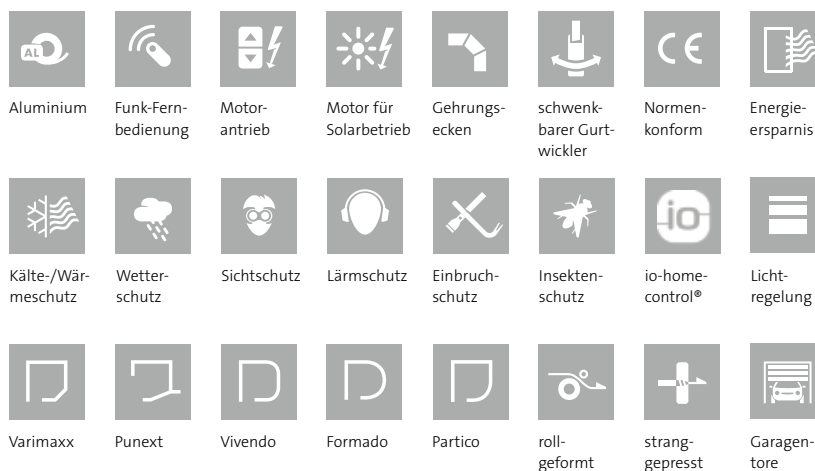 AL
CE
Aluminium
Funk-Fern-
bedienung
Motor-
antrieb
Motor für
Solarbetrieb
Gehrungs-
ecken
schwenk-
barer Gurt-
wickler
Normen-
konform
Energie-
ersparnis
io
Kälte-/Wär-
meschutz
Wetter-
schutz
Sichtschutz
Lärmschutz
Einbruch-
schutz
Insekten-
schutz
io-home-
control®
Licht-
regelung
Varimaxx
Punext
Vivendo
Formado
Partico
roll-
geformt
strang-
gepresst
Garagen-
tore